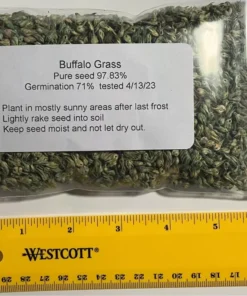 Buffalo Grass
Pure seed 97.83%
Germination 71% tested 4/13/23
Plant in mostly sunny areas after last frost
Lightly rake seed into soil
Keep seed moist and not let dry out.
1 2 3 4 5
WESTCOTT